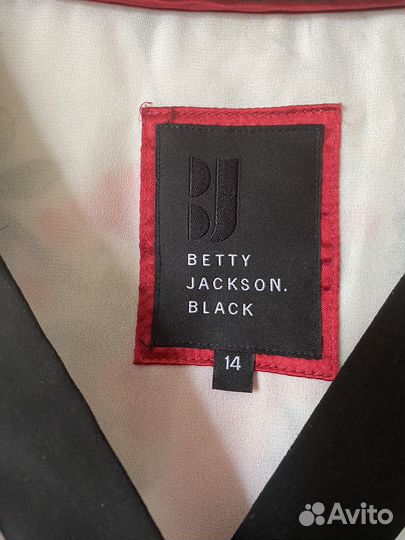 BJ
BETTY
JACKSON.
BLACK
14
Avito